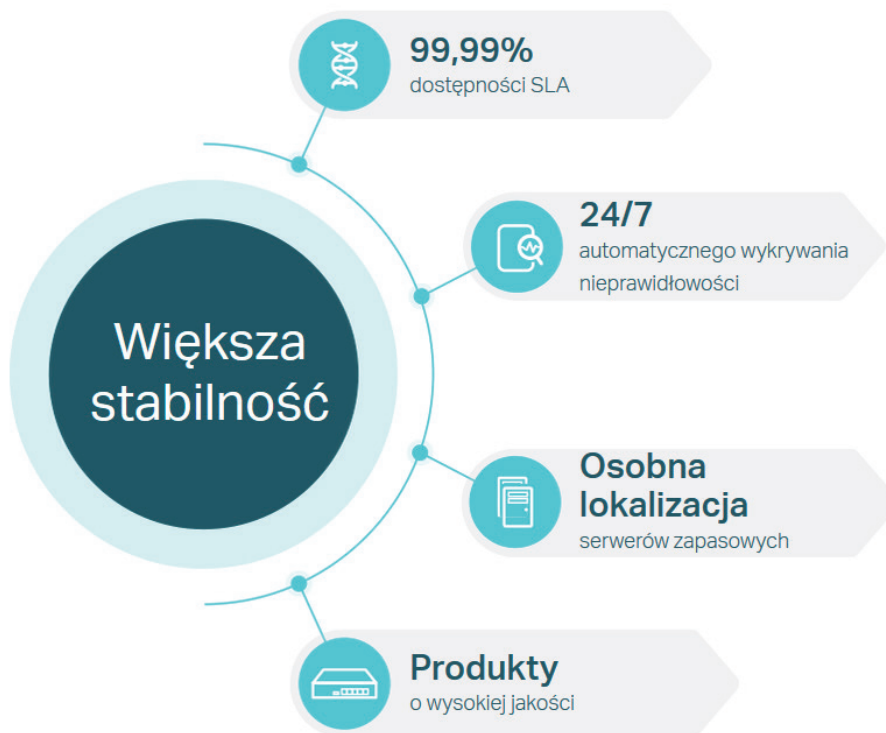 99,99%
dostępności SLA
24/7
automatycznego wykrywania
nieprawidłowości
Większa
stabilność
Osobna
lokalizacja
serwerów zapasowych
Produkty
o wysokiej jakości